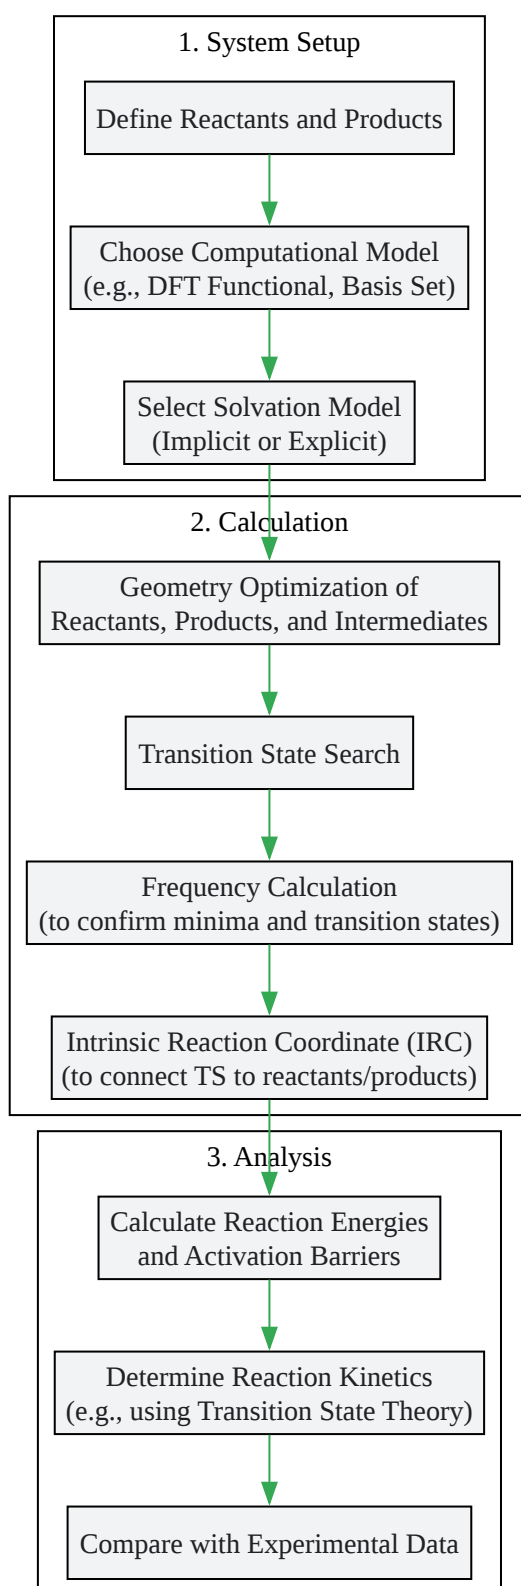 1. System Setup
Define Reactants and Products
Choose Computational Model
(e.g., DFT Functional, Basis Set)
Select Solvation Model
(Implicit or Explicit)
2. Calculation
Geometry Optimization of
Reactants, Products, and Intermediates
Transition State Search
Frequency Calculation
(to confirm minima and transition states)
Intrinsic Reaction Coordinate (IRC)
(to connect TS to reactants/products)
3. Analysis
Calculate Reaction Energies
and Activation Barriers
Determine Reaction Kinetics
(e.g., using Transition State Theory)
Compare with Experimental Data